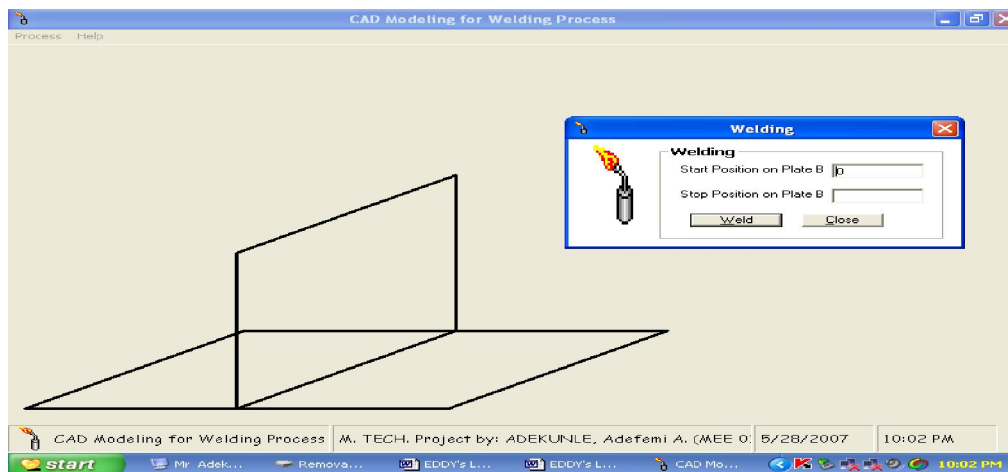 CAD Modeling for Welding Process
Process Help
Welding
Welding
Start Position on Plate B 0
Stop Position on Plate B
Weld Close
CAD Modeling for Welding Process M. TECH. Project by: ADEKUNLE, Adefemi A. (MEE 5/28/2007 10:02 PM
start Mr Adek... Remova... EDDY's L... EDDY's L... CAD Mo... 10:02 PM